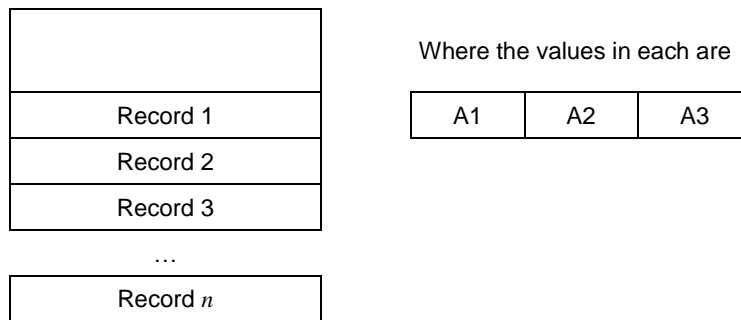 Where the values in each are
Record 1
A1 A2 A3
Record 2
Record 3
…
Record n